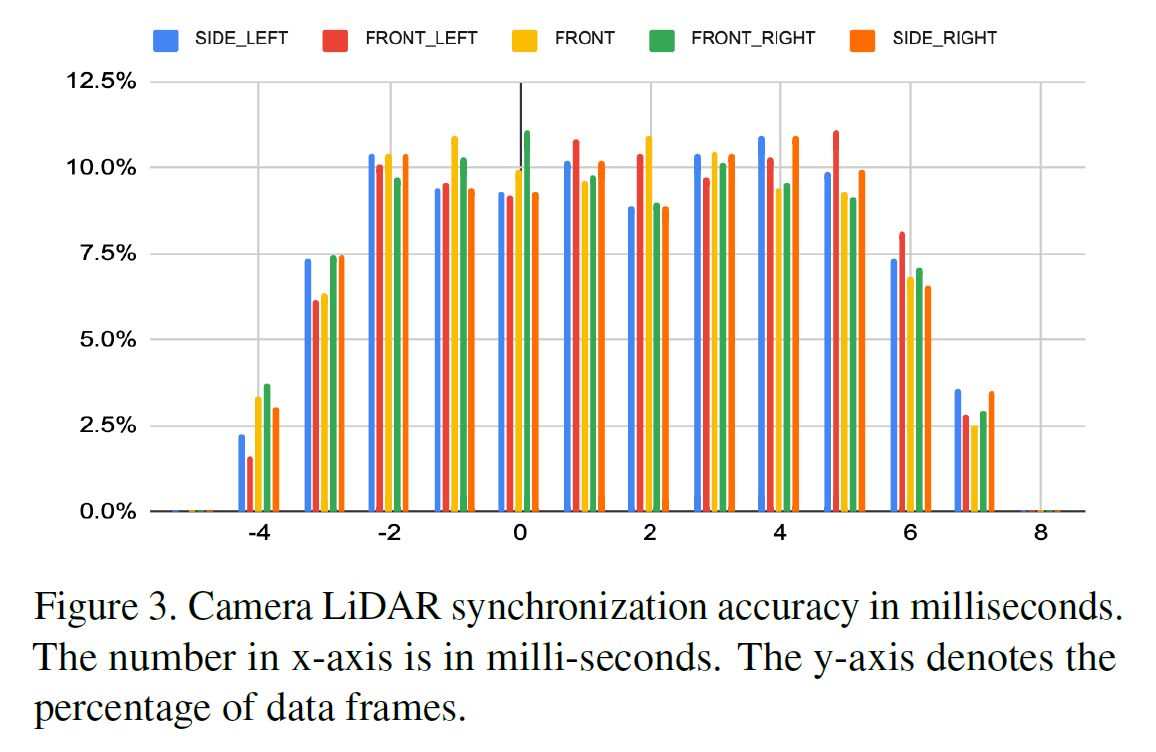 SIDE_LEFT FRONT_LEFT FRONT FRONT_RIGHT SIDE_RIGHT
12.5%
10.0%
7.5%
5.0%
2.5%
0.0%
-4 -2 0 2 4 6 8
Figure 3. Camera LiDAR synchronization accuracy in milliseconds.
The number in x-axis is in milli-seconds. The y-axis denotes the
percentage of data frames.